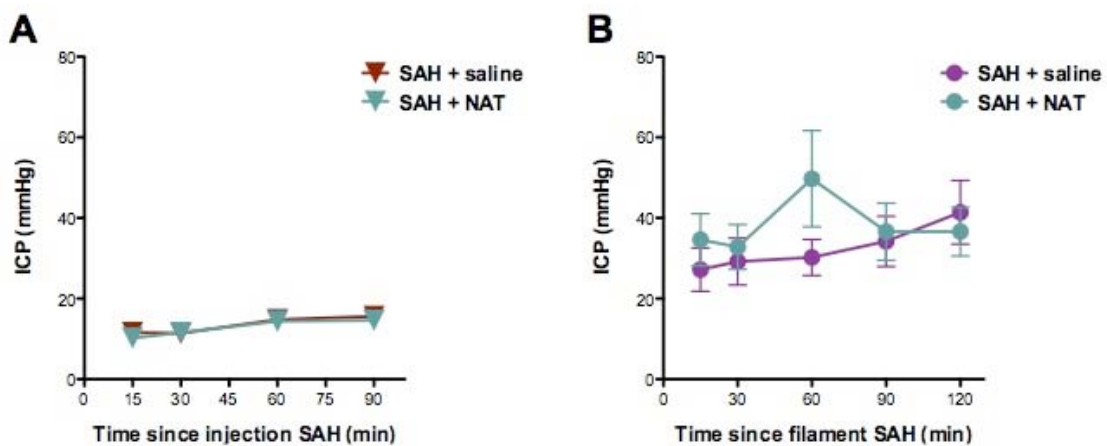 A
80
60
40
20
0
ICP (mmHg)
0 15 30 45 60 75 90
Time since injection SAH (min)
SAH + saline
SAH + NAT
B
80
60
40
20
0
ICP (mmHg)
0 30 60 90 120
Time since filament SAH (min)
SAH + saline
SAH + NAT